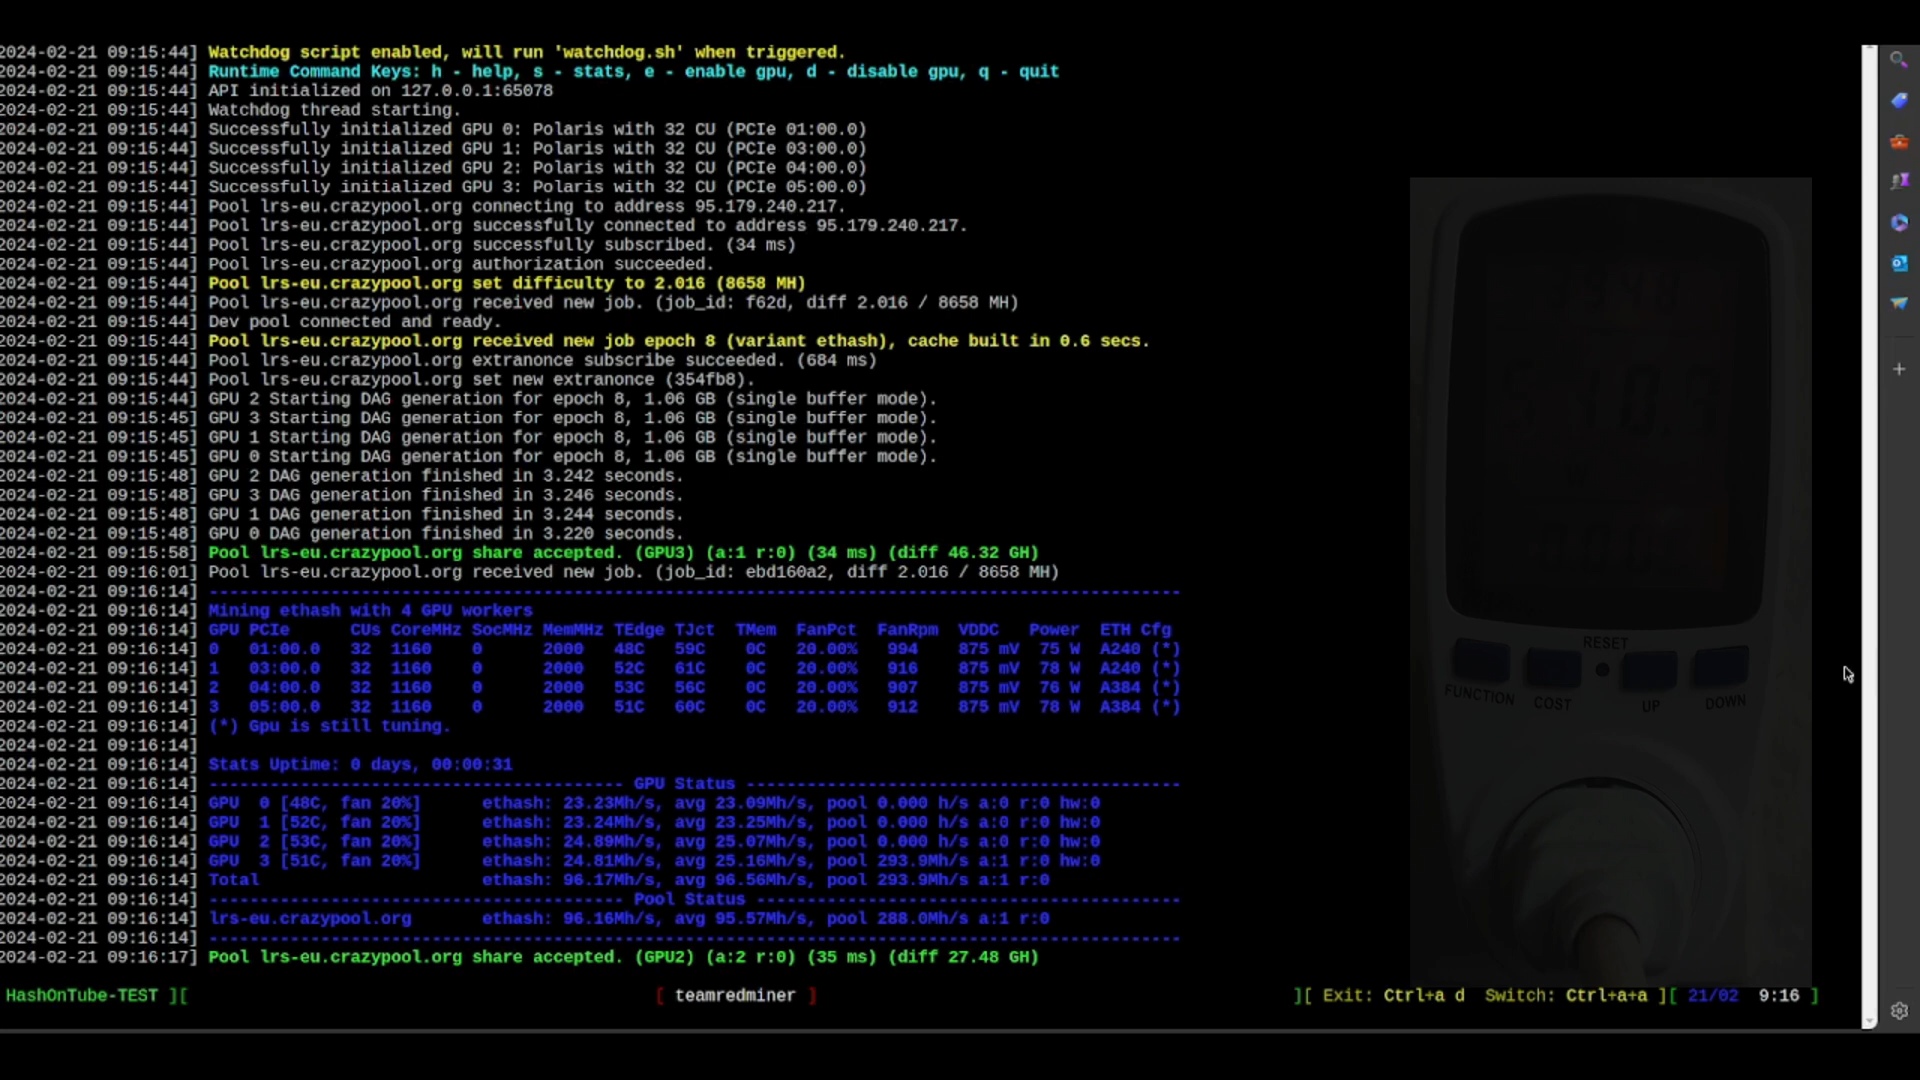 2024-02-21 09:15:44] Watchdog script enabled, will run 'watchdog.sh' when triggered.
2024-02-21 09:15:44] Runtime Command Keys: h - help, s - stats, e - enable gpu, d - disable gpu, q - quit
2024-02-21 09:15:44] API initialized on 127.0.0.1:65078
2024-02-21 09:15:44] Watchdog thread starting.
2024-02-21 09:15:44] Successfully initialized GPU 0: Polaris with 32 CU (PCIe 01:00.0)
2024-02-21 09:15:44] Successfully initialized GPU 1: Polaris with 32 CU (PCIe 03:00.0)
2024-02-21 09:15:44] Successfully initialized GPU 2: Polaris with 32 CU (PCIe 04:00.0)
2024-02-21 09:15:44] Successfully initialized GPU 3: Polaris with 32 CU (PCIe 05:00.0)
2024-02-21 09:15:44] Pool lrs-eu.crazypool.org connecting to address 95.179.240.217.
2024-02-21 09:15:44] Pool lrs-eu.crazypool.org successfully connected to address 95.179.240.217.
2024-02-21 09:15:44] Pool lrs-eu.crazypool.org successfully subscribed. (34 ms)
2024-02-21 09:15:44] Pool lrs-eu.crazypool.org authorization succeeded.
2024-02-21 09:15:44] Pool lrs-eu.crazypool.org set difficulty to 2.016 (8658 MH)
2024-02-21 09:15:44] Pool lrs-eu.crazypool.org received new job. (job_id: f62d, diff 2.016 / 8658 MH)
2024-02-21 09:15:44] Dev pool connected and ready.
2024-02-21 09:15:44] Pool lrs-eu.crazypool.org received new job epoch 8 (variant ethash), cache built in 0.6 secs.
2024-02-21 09:15:44] Pool lrs-eu.crazypool.org extranonce subscribe succeeded. (684 ms)
2024-02-21 09:15:44] Pool lrs-eu.crazypool.org set new extranonce (354fb8).
2024-02-21 09:15:44] GPU 2 Starting DAG generation for epoch 8, 1.06 GB (single buffer mode).
2024-02-21 09:15:45] GPU 3 Starting DAG generation for epoch 8, 1.06 GB (single buffer mode).
2024-02-21 09:15:45] GPU 1 Starting DAG generation for epoch 8, 1.06 GB (single buffer mode).
2024-02-21 09:15:45] GPU 0 Starting DAG generation for epoch 8, 1.06 GB (single buffer mode).
2024-02-21 09:15:48] GPU 2 DAG generation finished in 3.242 seconds.
2024-02-21 09:15:48] GPU 3 DAG generation finished in 3.246 seconds.
2024-02-21 09:15:48] GPU 1 DAG generation finished in 3.244 seconds.
2024-02-21 09:15:48] GPU 0 DAG generation finished in 3.220 seconds.
2024-02-21 09:15:58] Pool lrs-eu.crazypool.org share accepted. (GPU3) (a:1 r:0) (34 ms) (diff 46.32 GH)
2024-02-21 09:16:01] Pool lrs-eu.crazypool.org received new job. (job_id: ebd160a2, diff 2.016 / 8658 MH)
2024-02-21 09:16:14] ------------------------------------------------------------------------------------------------
2024-02-21 09:16:14] Mining ethash with 4 GPU workers
2024-02-21 09:16:14] GPU PCIe CUs CoreMHz SocMHz MemMHz TEdge TJct TMem FanPct FanRpm VDDC Power ETH Cfg
2024-02-21 09:16:14] 0 01:00.0 32 1160 0 2000 48C 59C 0C 20.00% 994 875 mV 75 W A240 (*)
2024-02-21 09:16:14] 1 03:00.0 32 1160 0 2000 52C 61C 0C 20.00% 916 875 mV 78 W A240 (*)
2024-02-21 09:16:14] 2 04:00.0 32 1160 0 2000 53C 56C 0C 20.00% 907 875 mV 76 W A384 (*)
2024-02-21 09:16:14] 3 05:00.0 32 1160 0 2000 51C 60C 0C 20.00% 912 875 mV 78 W A384 (*)
2024-02-21 09:16:14] (*) Gpu is still tuning.
2024-02-21 09:16:14]
2024-02-21 09:16:14] Stats Uptime: 0 days, 00:00:31
2024-02-21 09:16:14] ----------------------------------------- GPU Status -------------------------------------------
2024-02-21 09:16:14] GPU 0 [48C, fan 20%] ethash: 23.23Mh/s, avg 23.09Mh/s, pool 0.000 h/s a:0 r:0 hw:0
2024-02-21 09:16:14] GPU 1 [52C, fan 20%] ethash: 23.24Mh/s, avg 23.25Mh/s, pool 0.000 h/s a:0 r:0 hw:0
2024-02-21 09:16:14] GPU 2 [53C, fan 20%] ethash: 24.89Mh/s, avg 25.07Mh/s, pool 0.000 h/s a:0 r:0 hw:0
2024-02-21 09:16:14] GPU 3 [51C, fan 20%] ethash: 24.81Mh/s, avg 25.16Mh/s, pool 293.9Mh/s a:1 r:0 hw:0
2024-02-21 09:16:14] Total ethash: 96.17Mh/s, avg 96.56Mh/s, pool 293.9Mh/s a:1 r:0
2024-02-21 09:16:14] ----------------------------------------- Pool Status ------------------------------------------
2024-02-21 09:16:14] lrs-eu.crazypool.org ethash: 96.16Mh/s, avg 95.57Mh/s, pool 288.0Mh/s a:1 r:0
2024-02-21 09:16:14] ------------------------------------------------------------------------------------------------
2024-02-21 09:16:17] Pool lrs-eu.crazypool.org share accepted. (GPU2) (a:2 r:0) (35 ms) (diff 27.48 GH)
HashOnTube-TEST ][ [ teamredminer ] ][ Exit: Ctrl+a d Switch: Ctrl+a+a ][ 21/02 9:16 ]
RESET
FUNCTION COST UP DOWN